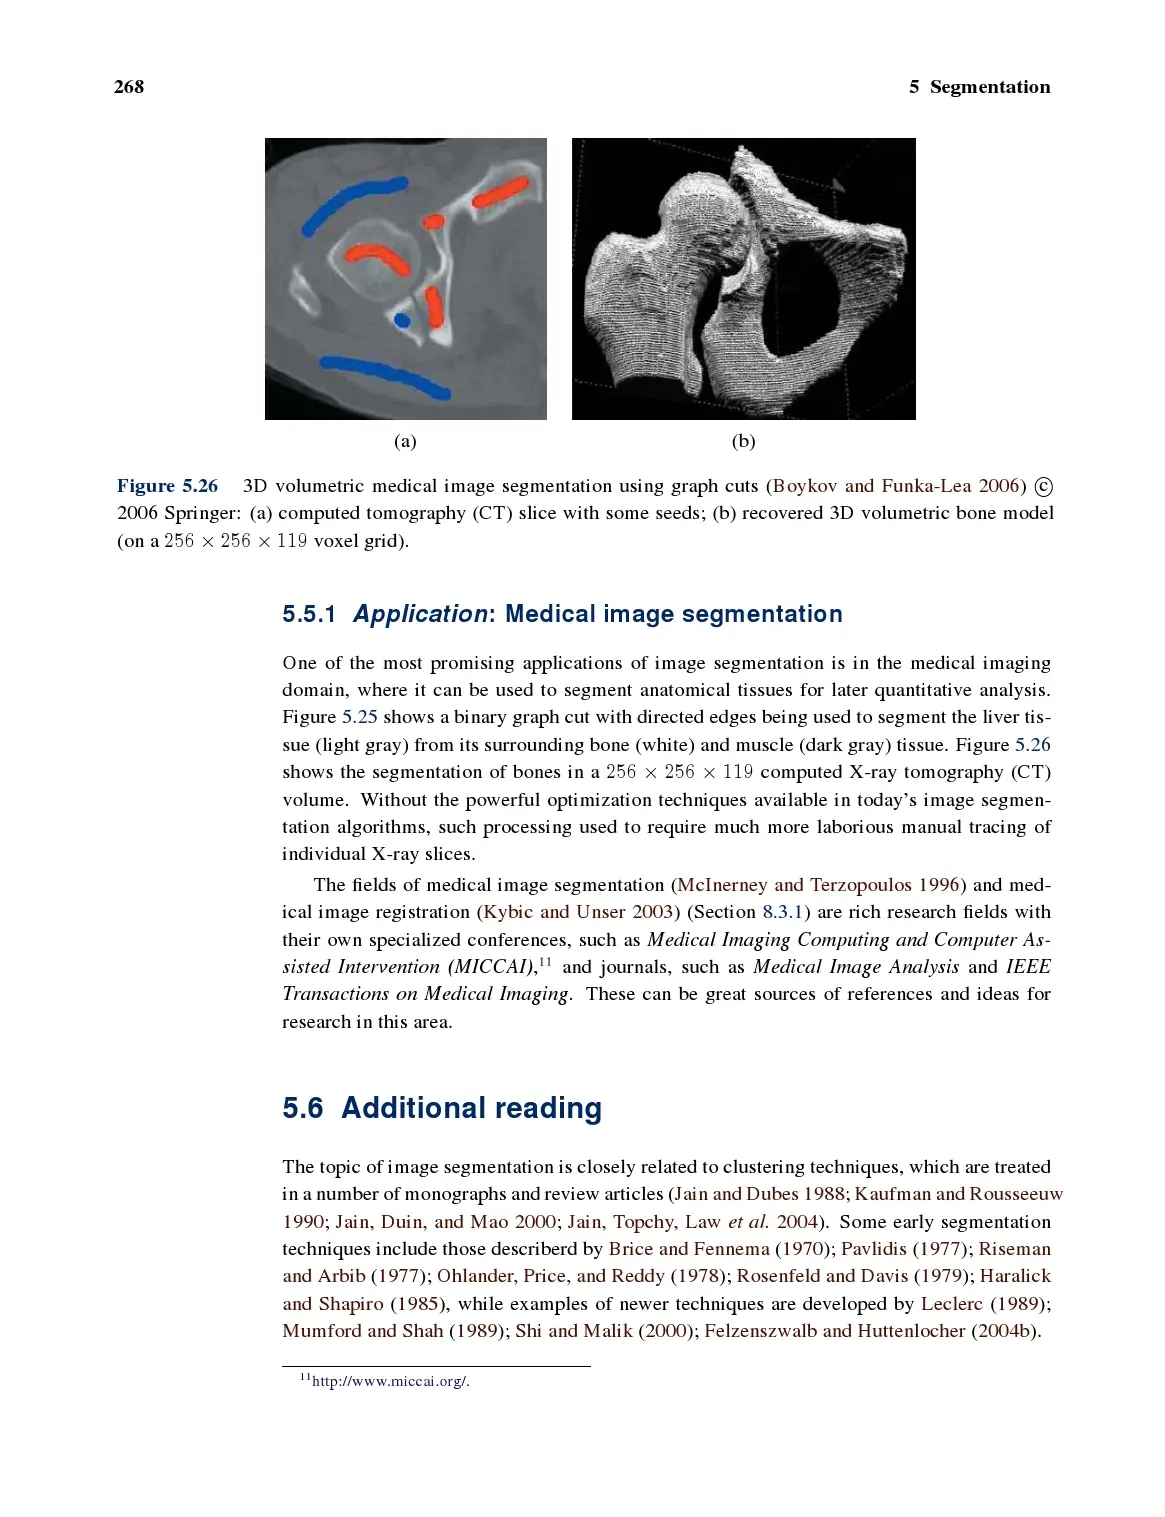 268
5 Segmentation
(a)
(b)
Figure 5.26 3D volumetric medical image segmentation using graph cuts (Boykov and Funka-Lea 2006) ©
2006 Springer: (a) computed tomography (CT) slice with some seeds; (b) recovered 3D volumetric bone model
(on a 256 × 256 × 119 voxel grid).
5.5.1 Application: Medical image segmentation
One of the most promising applications of image segmentation is in the medical imaging
domain, where it can be used to segment anatomical tissues for later quantitative analysis.
Figure 5.25 shows a binary graph cut with directed edges being used to segment the liver tis-
sue (light gray) from its surrounding bone (white) and muscle (dark gray) tissue. Figure 5.26
shows the segmentation of bones in a 256 × 256 × 119 computed X-ray tomography (CT)
volume. Without the powerful optimization techniques available in today's image segmen-
tation algorithms, such processing used to require much more laborious manual tracing of
individual X-ray slices.
The fields of medical image segmentation (McInerney and Terzopoulos 1996) and med-
ical image registration (Kybic and Unser 2003) (Section 8.3.1) are rich research fields with
their own specialized conferences, such as Medical Imaging Computing and Computer As-
sisted Intervention (MICCAI),11 and journals, such as Medical Image Analysis and IEEE
Transactions on Medical Imaging. These can be great sources of references and ideas for
research in this area.
5.6 Additional reading
The topic of image segmentation is closely related to clustering techniques, which are treated
in a number of monographs and review articles (Jain and Dubes 1988; Kaufman and Rousseeuw
1990; Jain, Duin, and Mao 2000; Jain, Topchy, Law et al. 2004). Some early segmentation
techniques include those describerd by Brice and Fennema (1970); Pavlidis (1977); Riseman
and Arbib (1977); Ohlander, Price, and Reddy (1978); Rosenfeld and Davis (1979); Haralick
and Shapiro (1985), while examples of newer techniques are developed by Leclerc (1989);
Mumford and Shah (1989); Shi and Malik (2000); Felzenszwalb and Huttenlocher (2004b).
11http://www.miccai.org/.